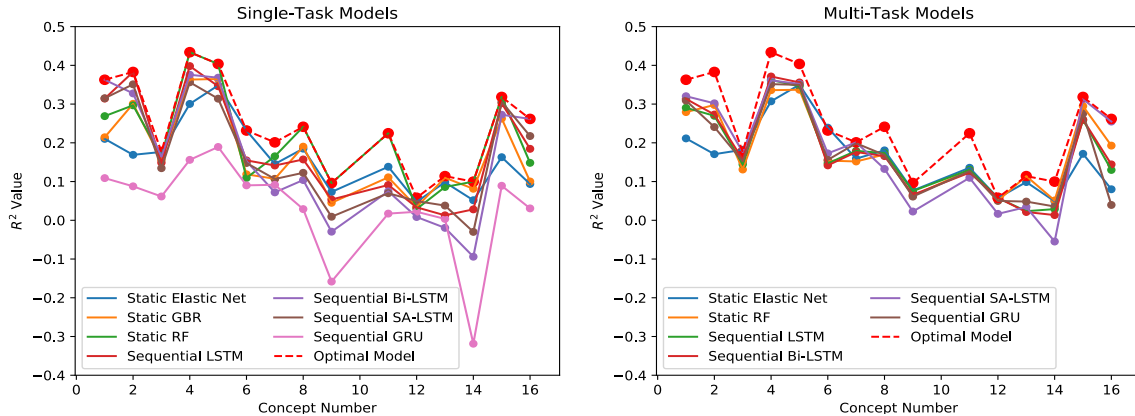 Single-Task Models
0.5
0.4
0.3
0.2
0.1
0.0
−0.1
−0.2
−0.3
−0.4
R² Value
0 2 4 6 8 10 12 14 16
Concept Number
Static Elastic Net
Static GBR
Static RF
Sequential LSTM
Sequential Bi-LSTM
Sequential SA-LSTM
Sequential GRU
Optimal Model
Multi-Task Models
0.5
0.4
0.3
0.2
0.1
0.0
−0.1
−0.2
−0.3
−0.4
R² Value
0 2 4 6 8 10 12 14 16
Concept Number
Static Elastic Net
Static RF
Sequential LSTM
Sequential Bi-LSTM
Sequential SA-LSTM
Sequential GRU
Optimal Model